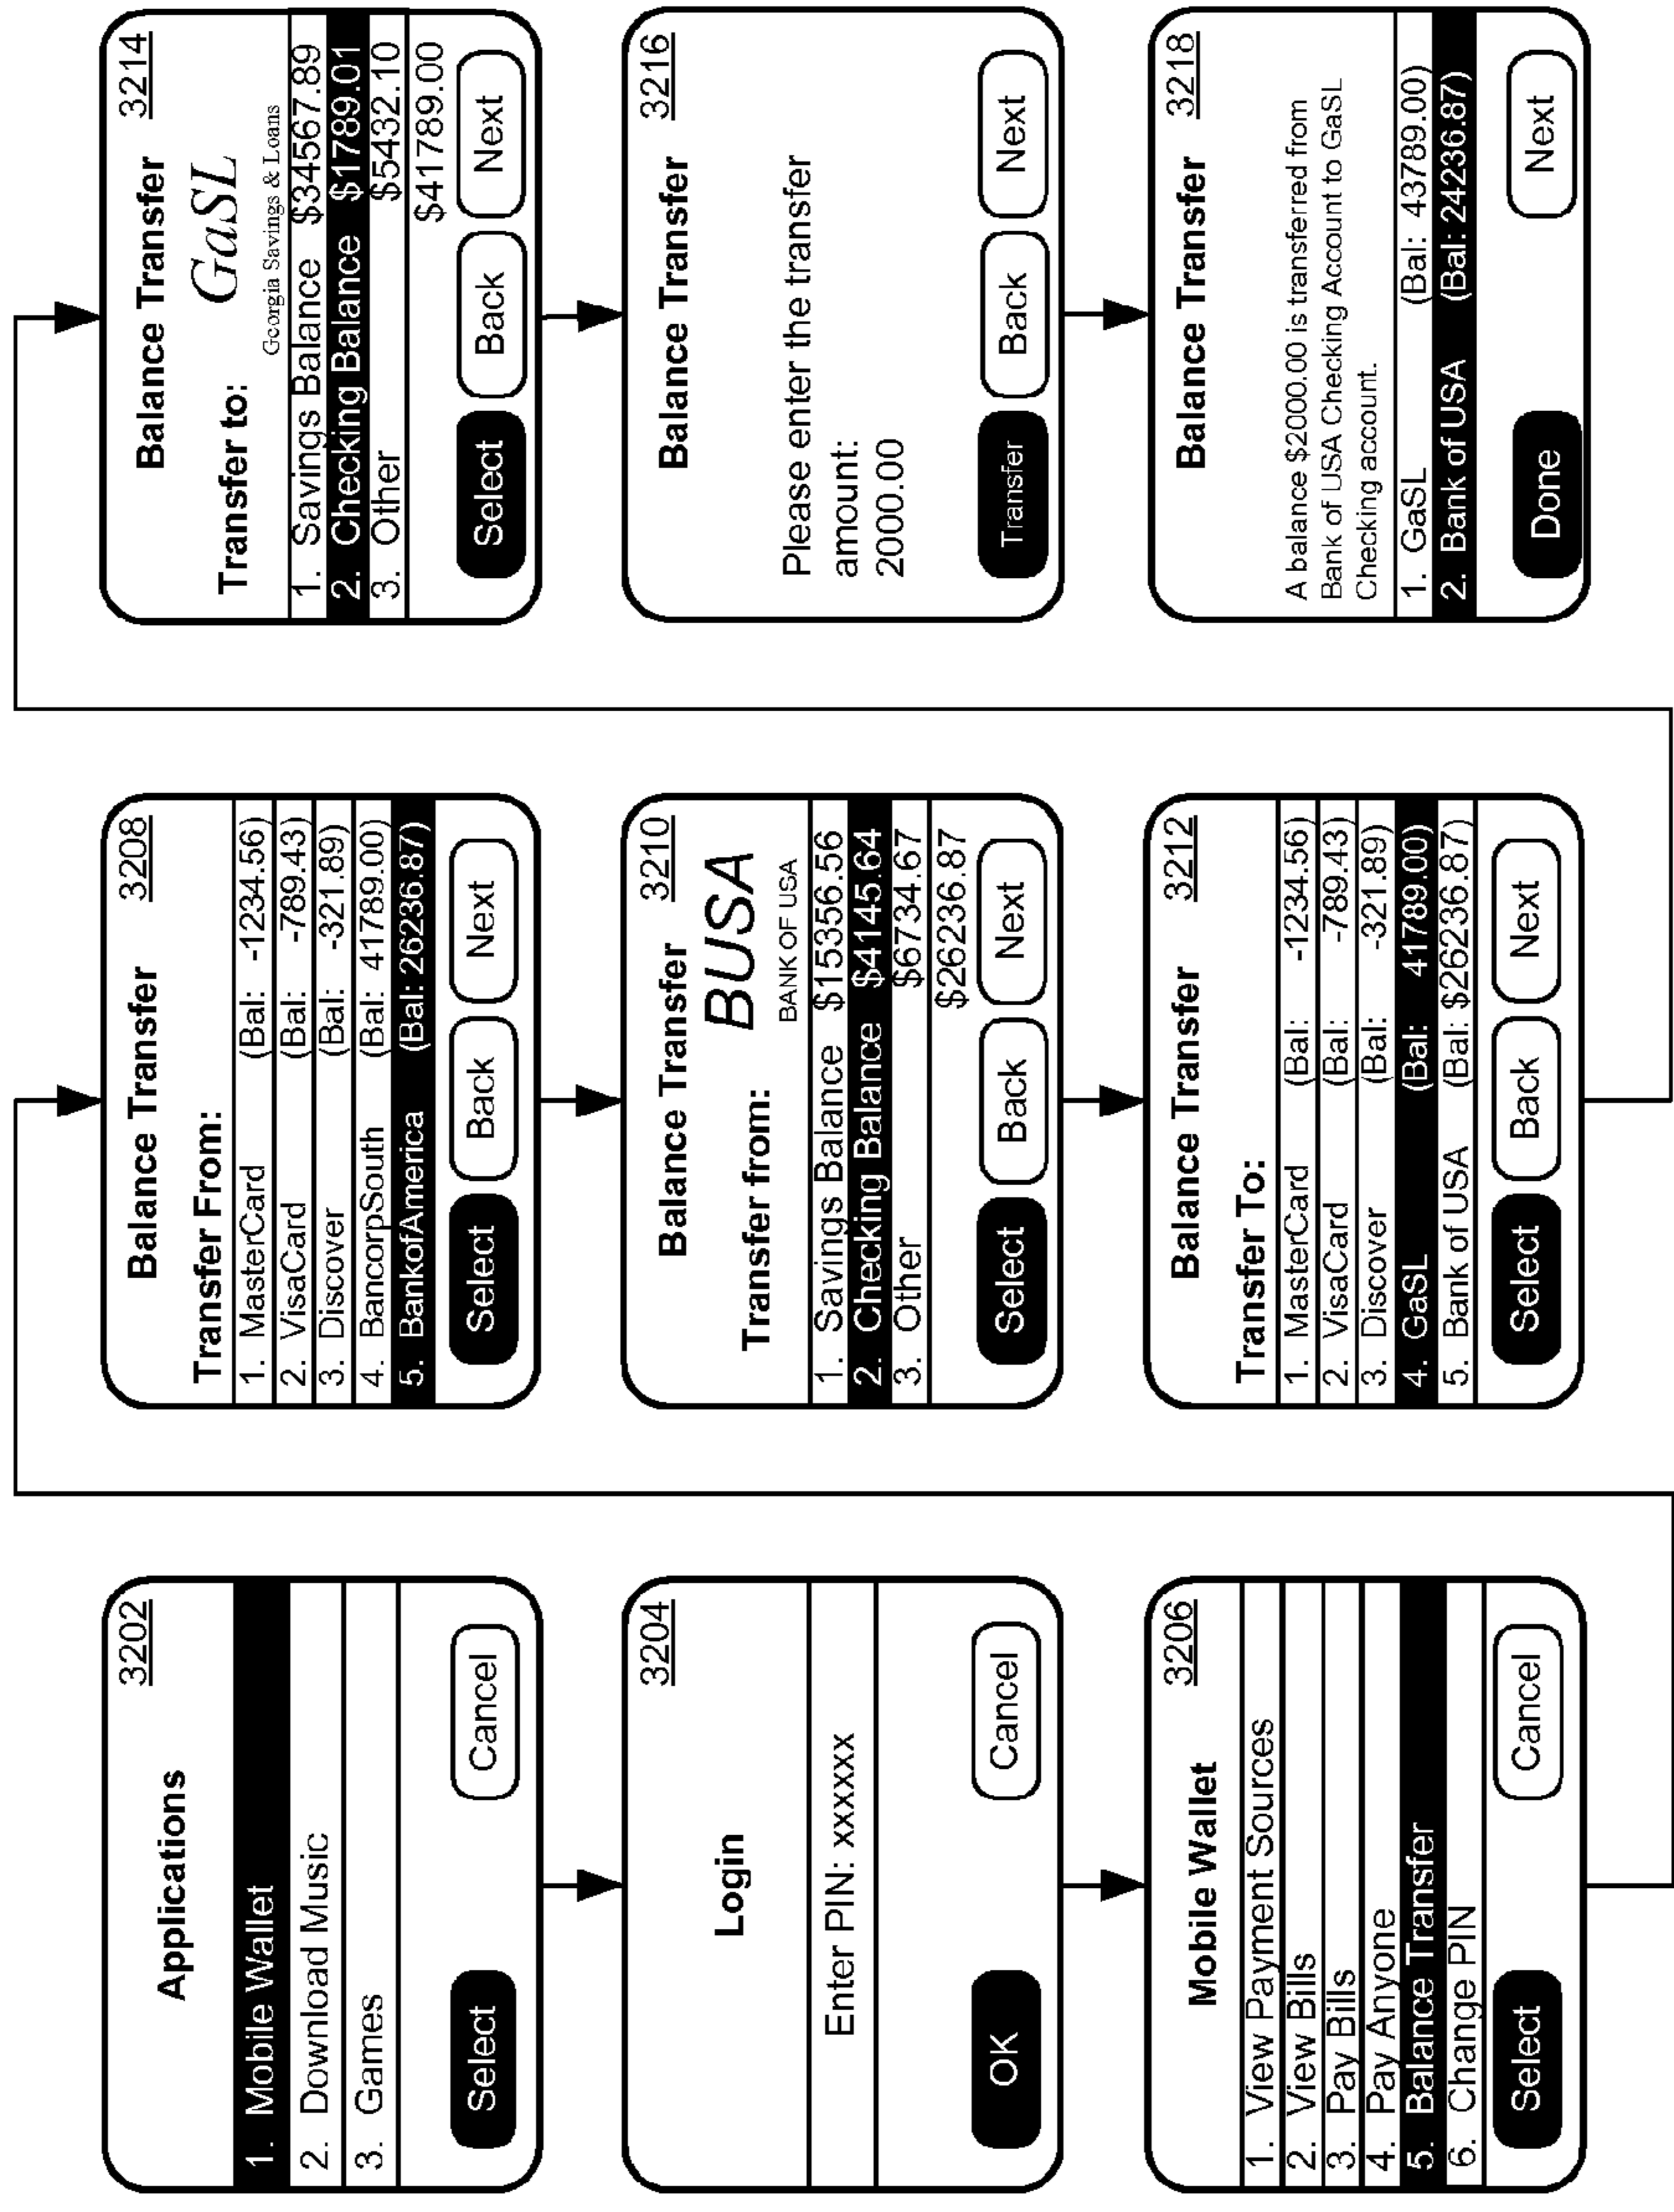 3202
Applications
1. Mobile Wallet
2. Download Music
3. Games
Select Cancel
3204
Login
Enter PIN: xxxxxx
OK Cancel
3206
Mobile Wallet
1. View Payment Sources
2. View Bills
3. Pay Bills
4. Pay Anyone
5. Balance Transfer
6. Change PIN
Select Cancel
3208
Balance Transfer
Transfer From:
1. MasterCard (Bal: -1234.56)
2. VisaCard (Bal: -789.43)
3. Discover (Bal: -321.89)
4. BancorpSouth (Bal: 41789.00)
5. BankofAmerica (Bal: 26236.87)
Select Back Next
3210
Balance Transfer
Transfer from: BUSA
BANK OF USA
1. Savings Balance $15356.56
2. Checking Balance $4145.64
3. Other $6734.67
$26236.87
Select Back Next
3212
Balance Transfer
Transfer To:
1. MasterCard (Bal: -1234.56)
2. VisaCard (Bal: -789.43)
3. Discover (Bal: -321.89)
4. GaSL (Bal: 41789.00)
5. Bank of USA (Bal: $26236.87)
Select Back Next
3214
Balance Transfer
Transfer to: GaSL
Georgia Savings & Loans
1. Savings Balance $34567.89
2. Checking Balance $1789.01
3. Other $5432.10
$41789.00
Select Back Next
3216
Balance Transfer
Please enter the transfer
amount:
2000.00
Transfer Back Next
3218
Balance Transfer
A balance $2000.00 is transferred from
Bank of USA Checking Account to GaSL
Checking account.
1. GaSL (Bal: 43789.00)
2. Bank of USA (Bal: 24236.87)
Done Next